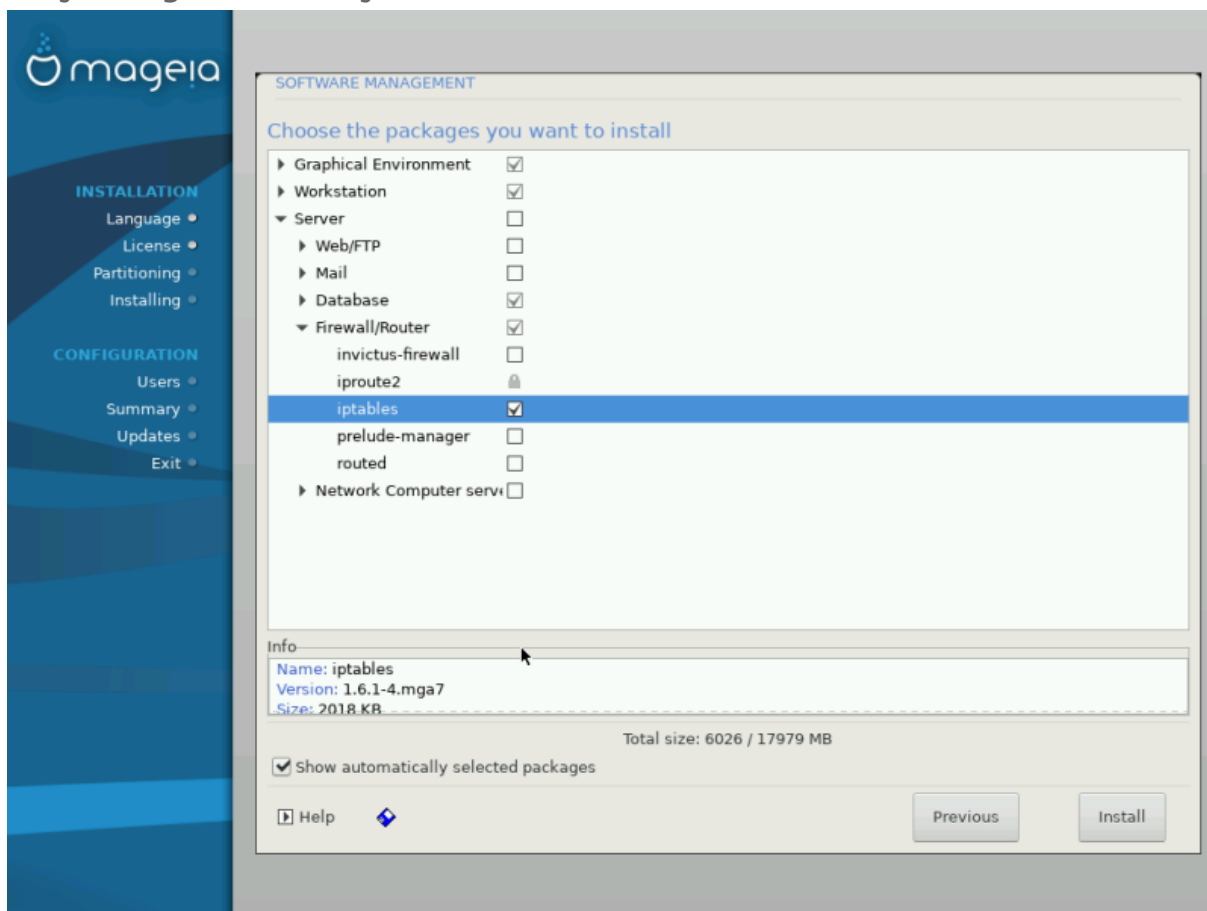 mageia
INSTALLATION
Language
License
Partitioning
Installing
CONFIGURATION
Users
Summary
Updates
Exit
SOFTWARE MANAGEMENT
Choose the packages you want to install
Graphical Environment
Workstation
Server
Web/FTP
Mail
Database
Firewall/Router
invictus-firewall
iproute2
iptables
prelude-manager
routed
Network Computer serv
Info
Name: iptables
Version: 1.6.1-4.mga7
Size: 2018 KB
Total size: 6026 / 17979 MB
Show automatically selected packages
Help
Previous
Install